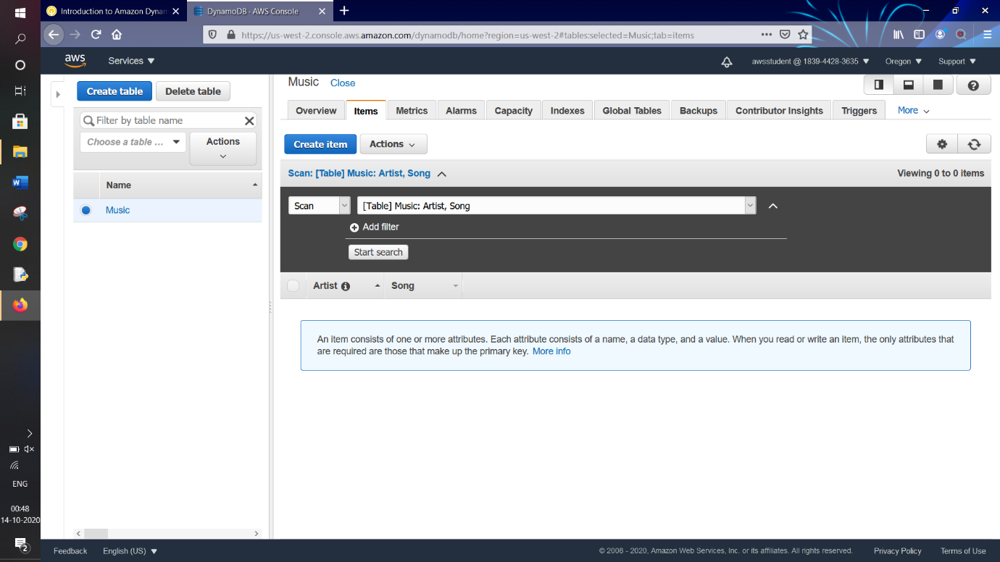 Introduction to Amazon Dynam
DynamoDB · AWS Console
https://us-west-2.console.aws.amazon.com/dynamodb/home?region=us-west-2#tables:selected=Music;tab=items
aws
Services
awsstudent @ 1839-4428-3635
Oregon
Support
Create table
Delete table
Filter by table name
Choose a table ...
Actions
Name
Music
Music
Close
Overview
Items
Metrics
Alarms
Capacity
Indexes
Global Tables
Backups
Contributor Insights
Triggers
More
Create item
Actions
Scan: [Table] Music: Artist, Song
Viewing 0 to 0 items
Scan
[Table] Music: Artist, Song
Add filter
Start search
Artist
Song
An item consists of one or more attributes. Each attribute consists of a name, a data type, and a value. When you read or write an item, the only attributes that
are required are those that make up the primary key. More info
ENG
00:48
14-10-2020
2
Feedback
English (US)
© 2008 - 2020, Amazon Web Services, Inc. or its affiliates. All rights reserved.
Privacy Policy
Terms of Use